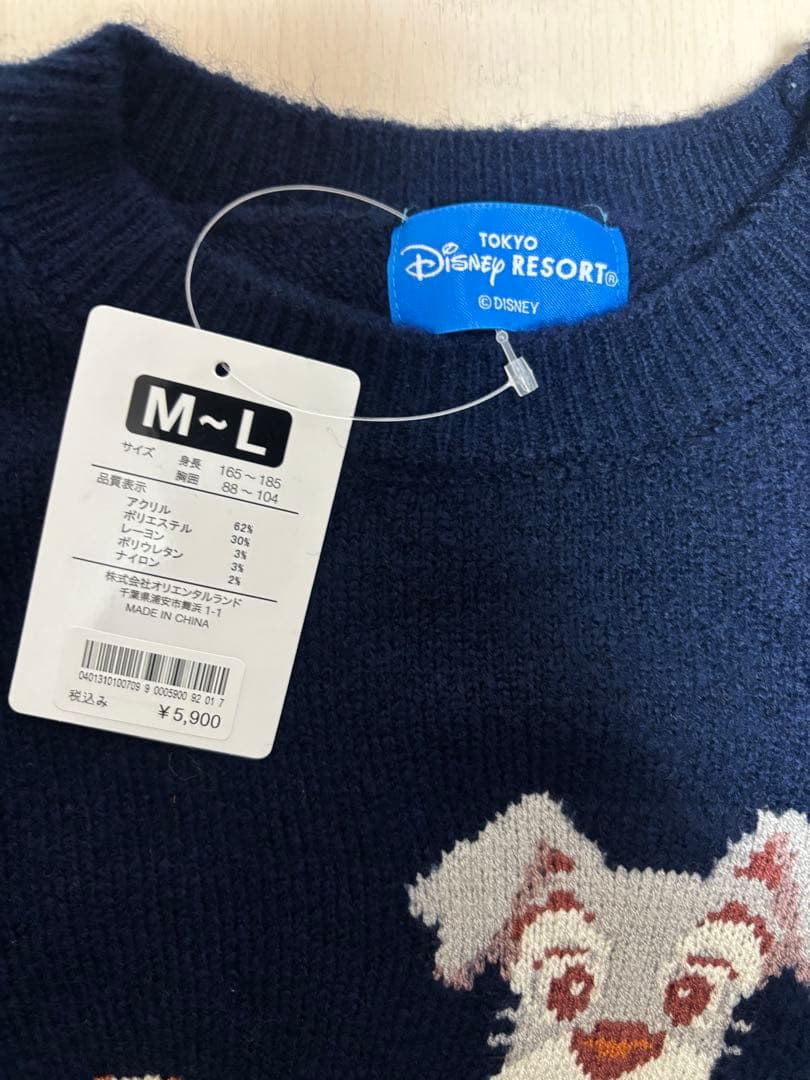 TOKYO
Disney RESORT®
© DISNEY
M~L
サイズ 身長 165~185
胸囲 88~104
品質表示
アクリル 62%
ポリエステル 30%
レーヨン 3%
ポリウレタン 3%
ナイロン 2%
株式会社オリエンタルランド
千葉県浦安市舞浜1-1
MADE IN CHINA
0401310100709 9 0005900 92 01 7
税込み ¥5,900